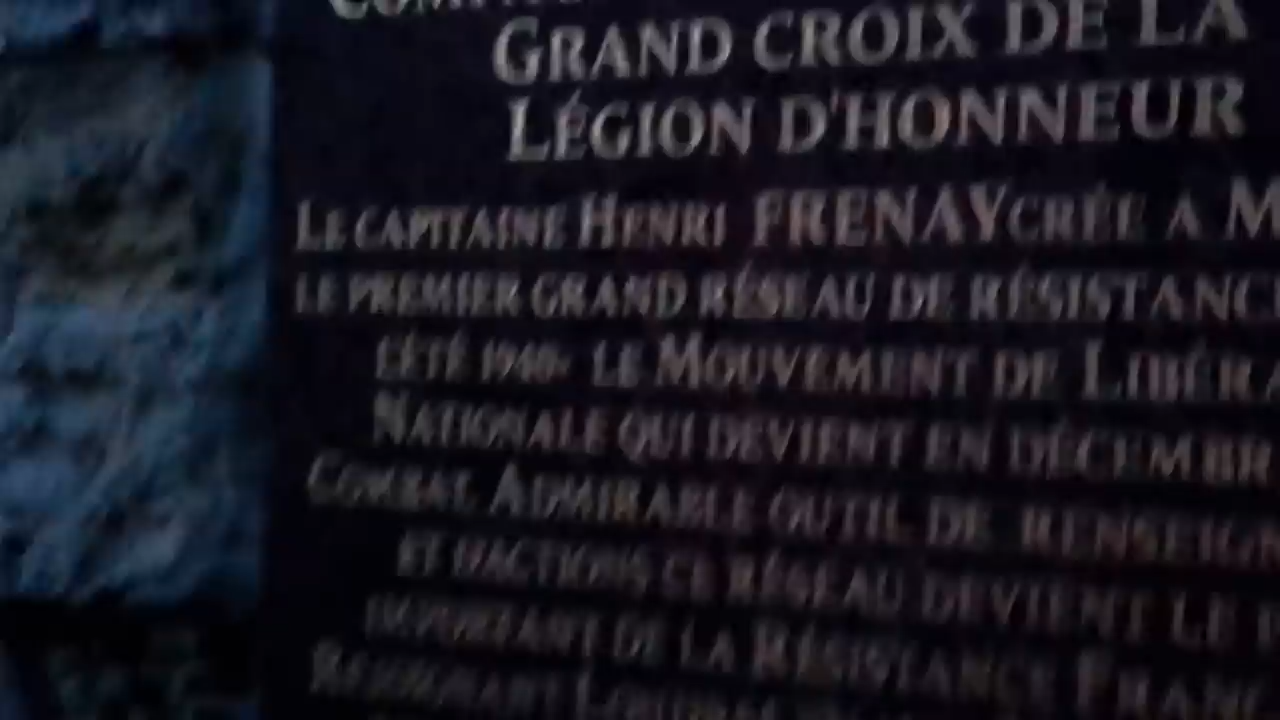 GRAND CROIX DE LA
LÉGION D'HONNEUR
LE CAPITAINE HENRI FRENAY CRÉE A M
LE PREMIER GRAND RÉSEAU DE RÉSISTANC
L'ÉTÉ 1940- LE MOUVEMENT DE LIBÉRA
NATIONALE QUI DEVIENT EN DÉCEMBR
COMBAT. ADMIRABLE OUTIL DE RENSEIGN
ET D'ACTIONS CE RÉSEAU DEVIENT LE
IMPORTANT DE LA RÉSISTANCE FRANC